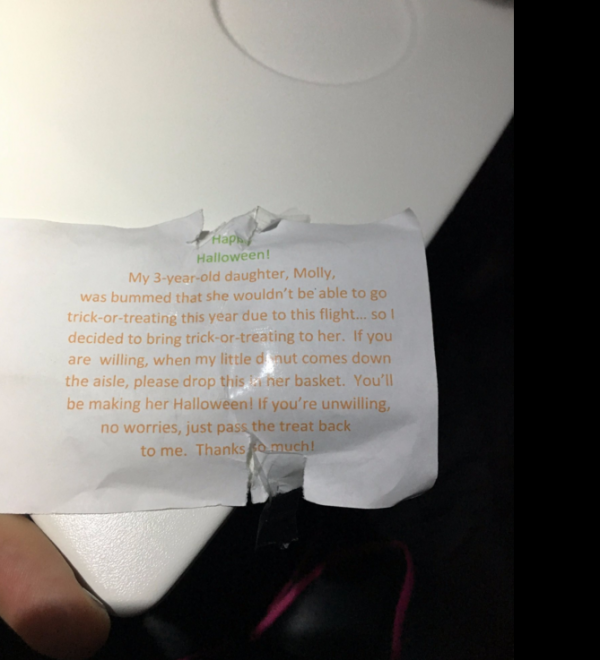 Happy
Halloween!
My 3-year-old daughter, Molly,
was bummed that she wouldn't be able to go
trick-or-treating this year due to this flight... so I
decided to bring trick-or-treating to her. If you
are willing, when my little donut comes down
the aisle, please drop this in her basket. You'll
be making her Halloween! If you're unwilling,
no worries, just pass the treat back
to me. Thanks so much!